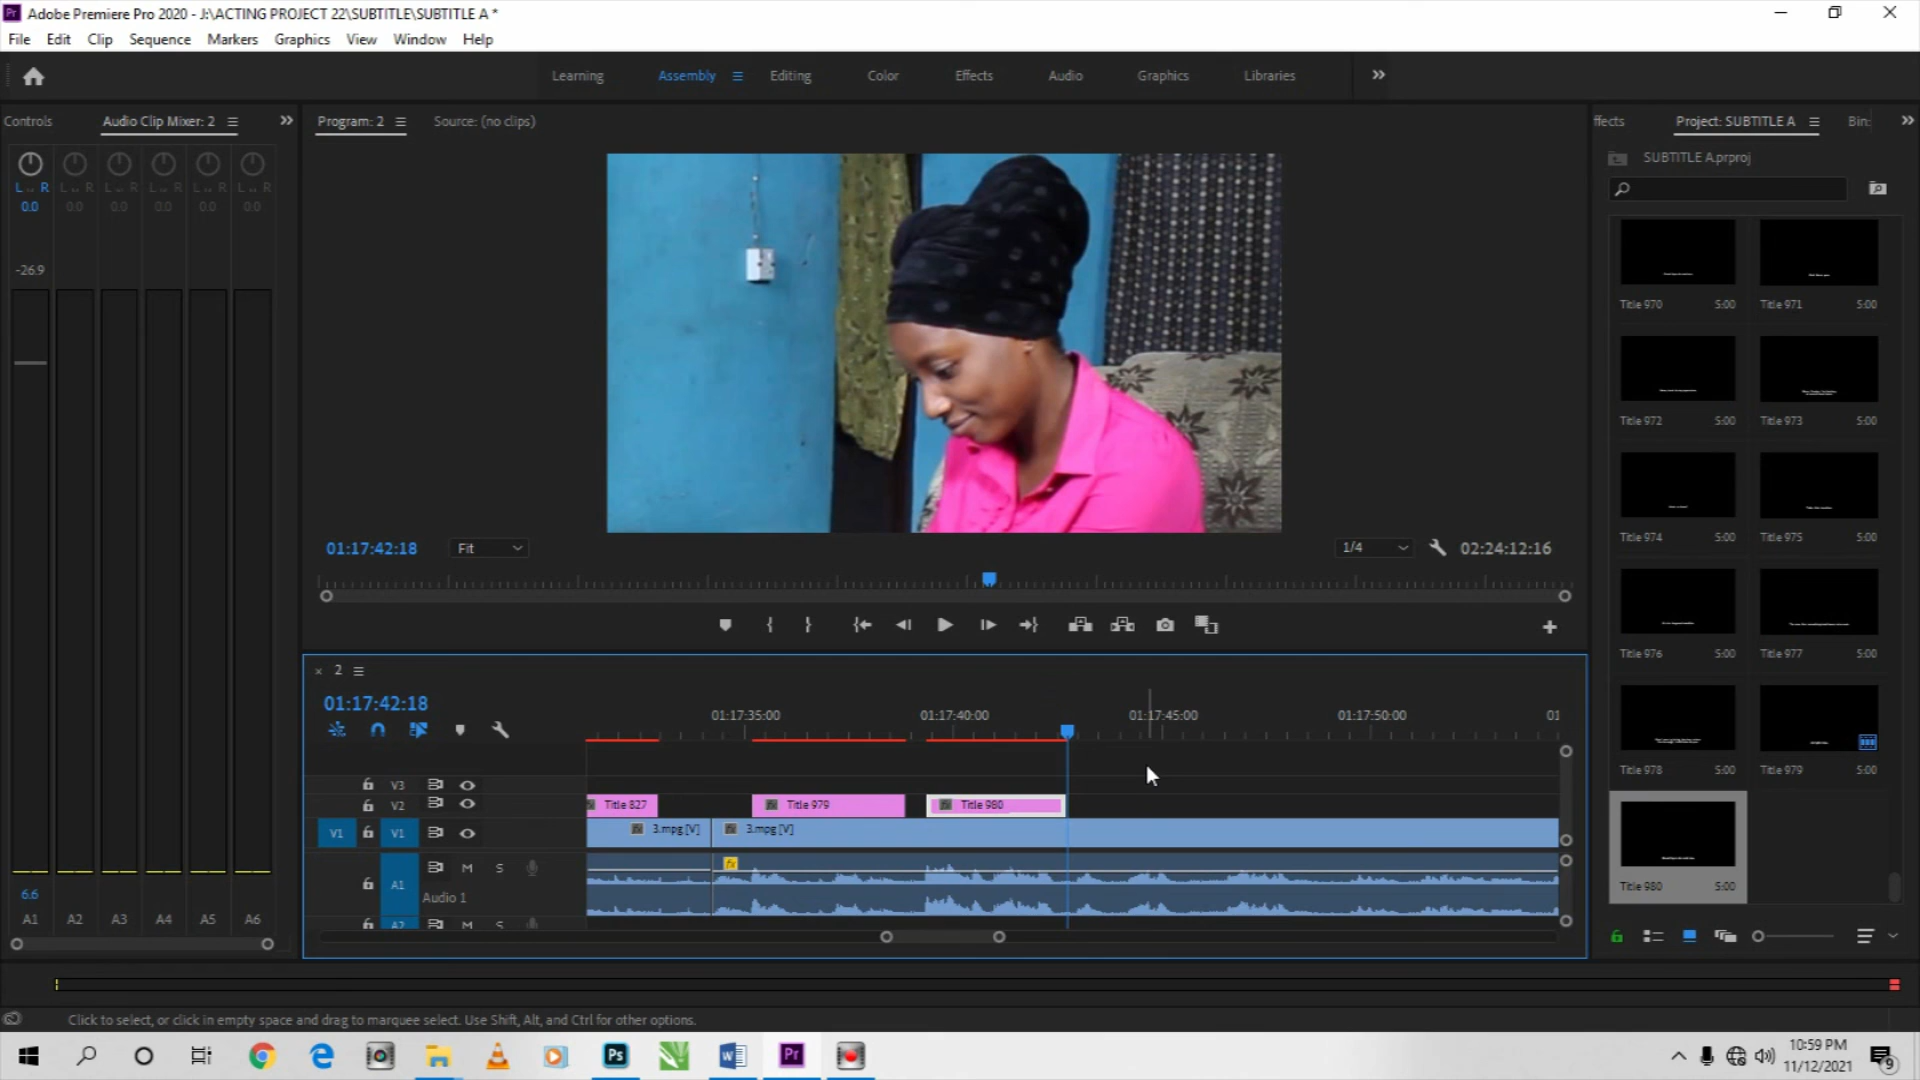 Adobe Premiere Pro 2020 - J:\ACTING PROJECT 22\SUBTITLE\SUBTITLE A *
File Edit Clip Sequence Markers Graphics View Window Help
Learning Assembly Editing Color Effects Audio Graphics Libraries
Controls Audio Clip Mixer: 2
Program: 2 Source: (no clips)
ffects Project: SUBTITLE A Bin:
SUBTITLE A.prproj
L R L R L R L R L R L R
0.0 0.0 0.0 0.0 0.0 0.0
-26.9
Title 970 5:00 Title 971 5:00
Title 972 5:00 Title 973 5:00
Title 974 5:00 Title 975 5:00
Title 976 5:00 Title 977 5:00
Title 978 5:00 Title 979 5:00
Title 980 5:00
01:17:42:18 Fit 1/4 02:24:12:16
2
01:17:42:18
01:17:35:00 01:17:40:00 01:17:45:00 01:17:50:00 01
V3
V2 Title 827 Title 979 Title 980
V1 V1 3.mpg [V] 3.mpg [V]
fx
A1 M S
Audio 1
A2 M S
6.6
A1 A2 A3 A4 A5 A6
Click to select, or click in empty space and drag to marquee select. Use Shift, Alt, and Ctrl for other options.
Ps Pr
10:59 PM
11/12/2021
9